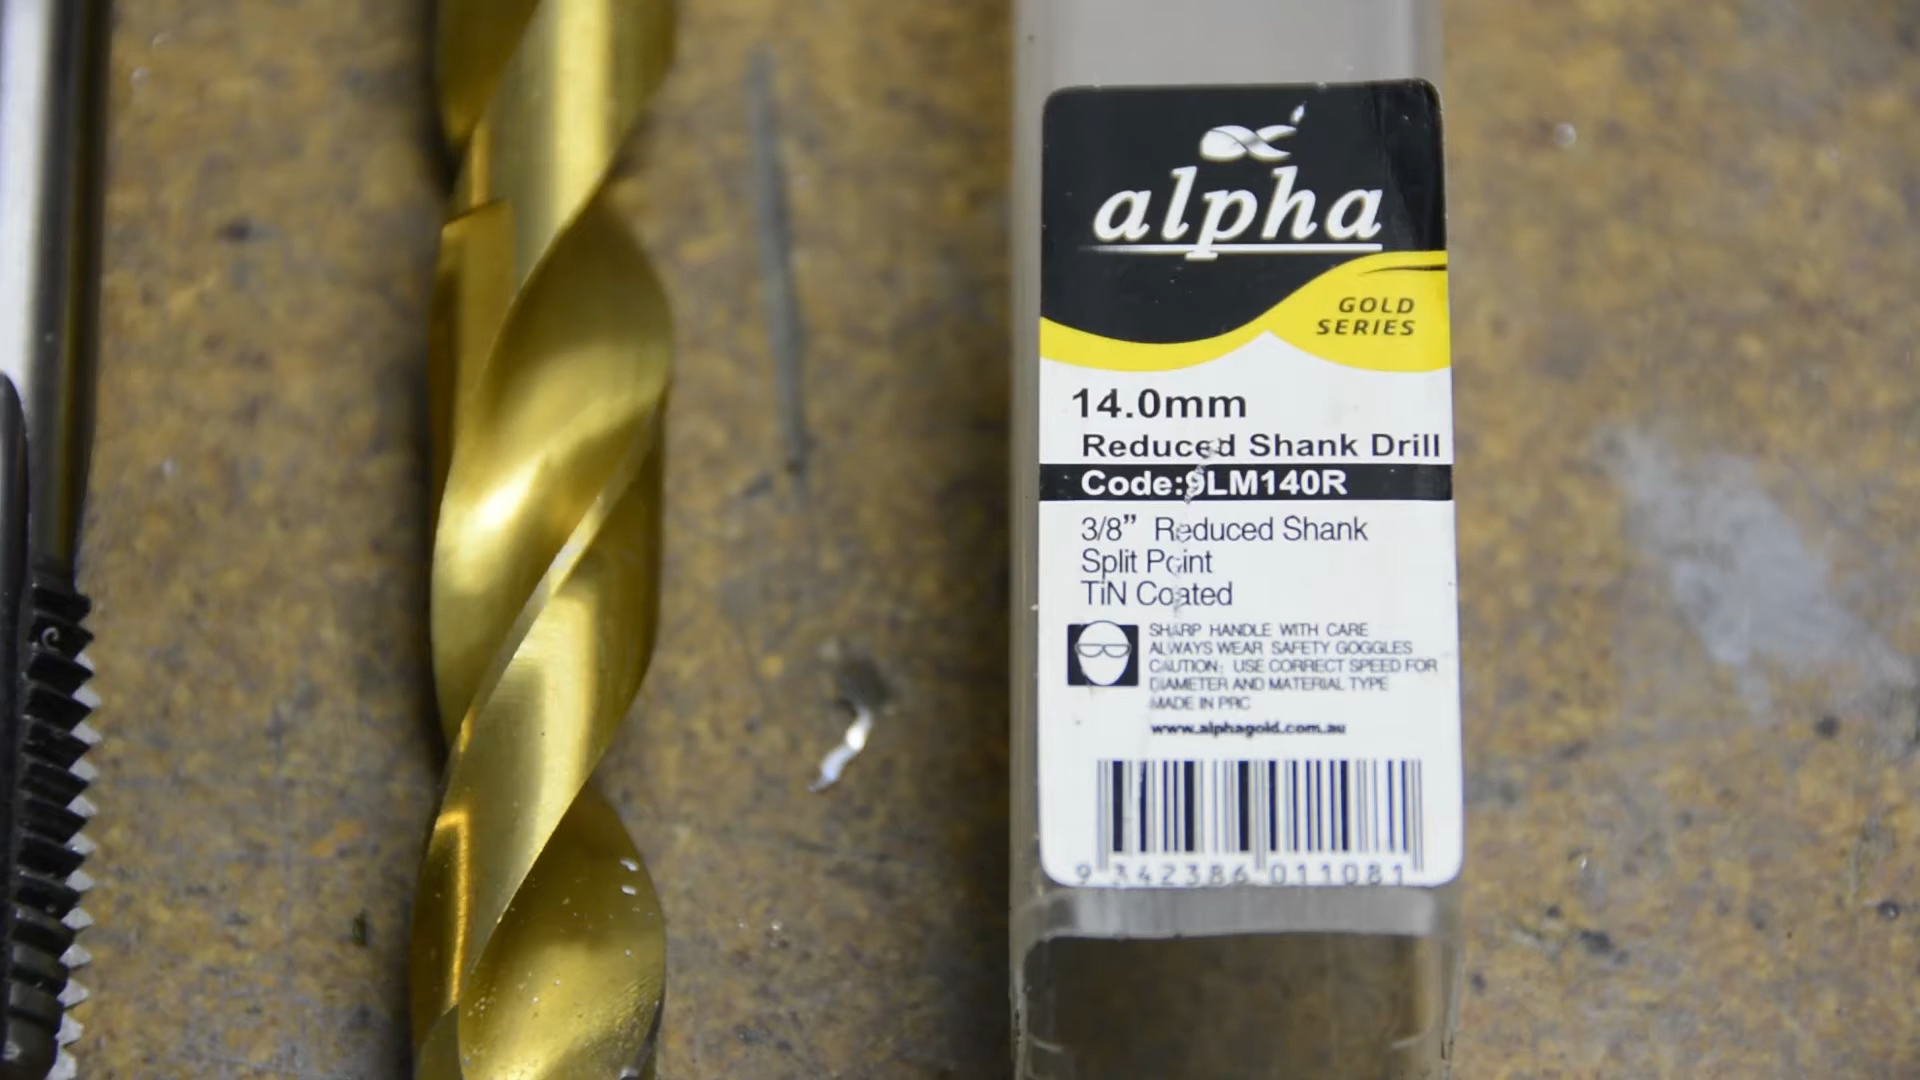 alpha
GOLD
SERIES
14.0mm
Reduced Shank Drill
Code:9LM140R
3/8” Reduced Shank
Split Point
TiN Coated
SHARP HANDLE WITH CARE
ALWAYS WEAR SAFETY GOGGLES
CAUTION: USE CORRECT SPEED FOR
DIAMETER AND MATERIAL TYPE
MADE IN PRC
www.alphagold.com.au
9 342386 011081